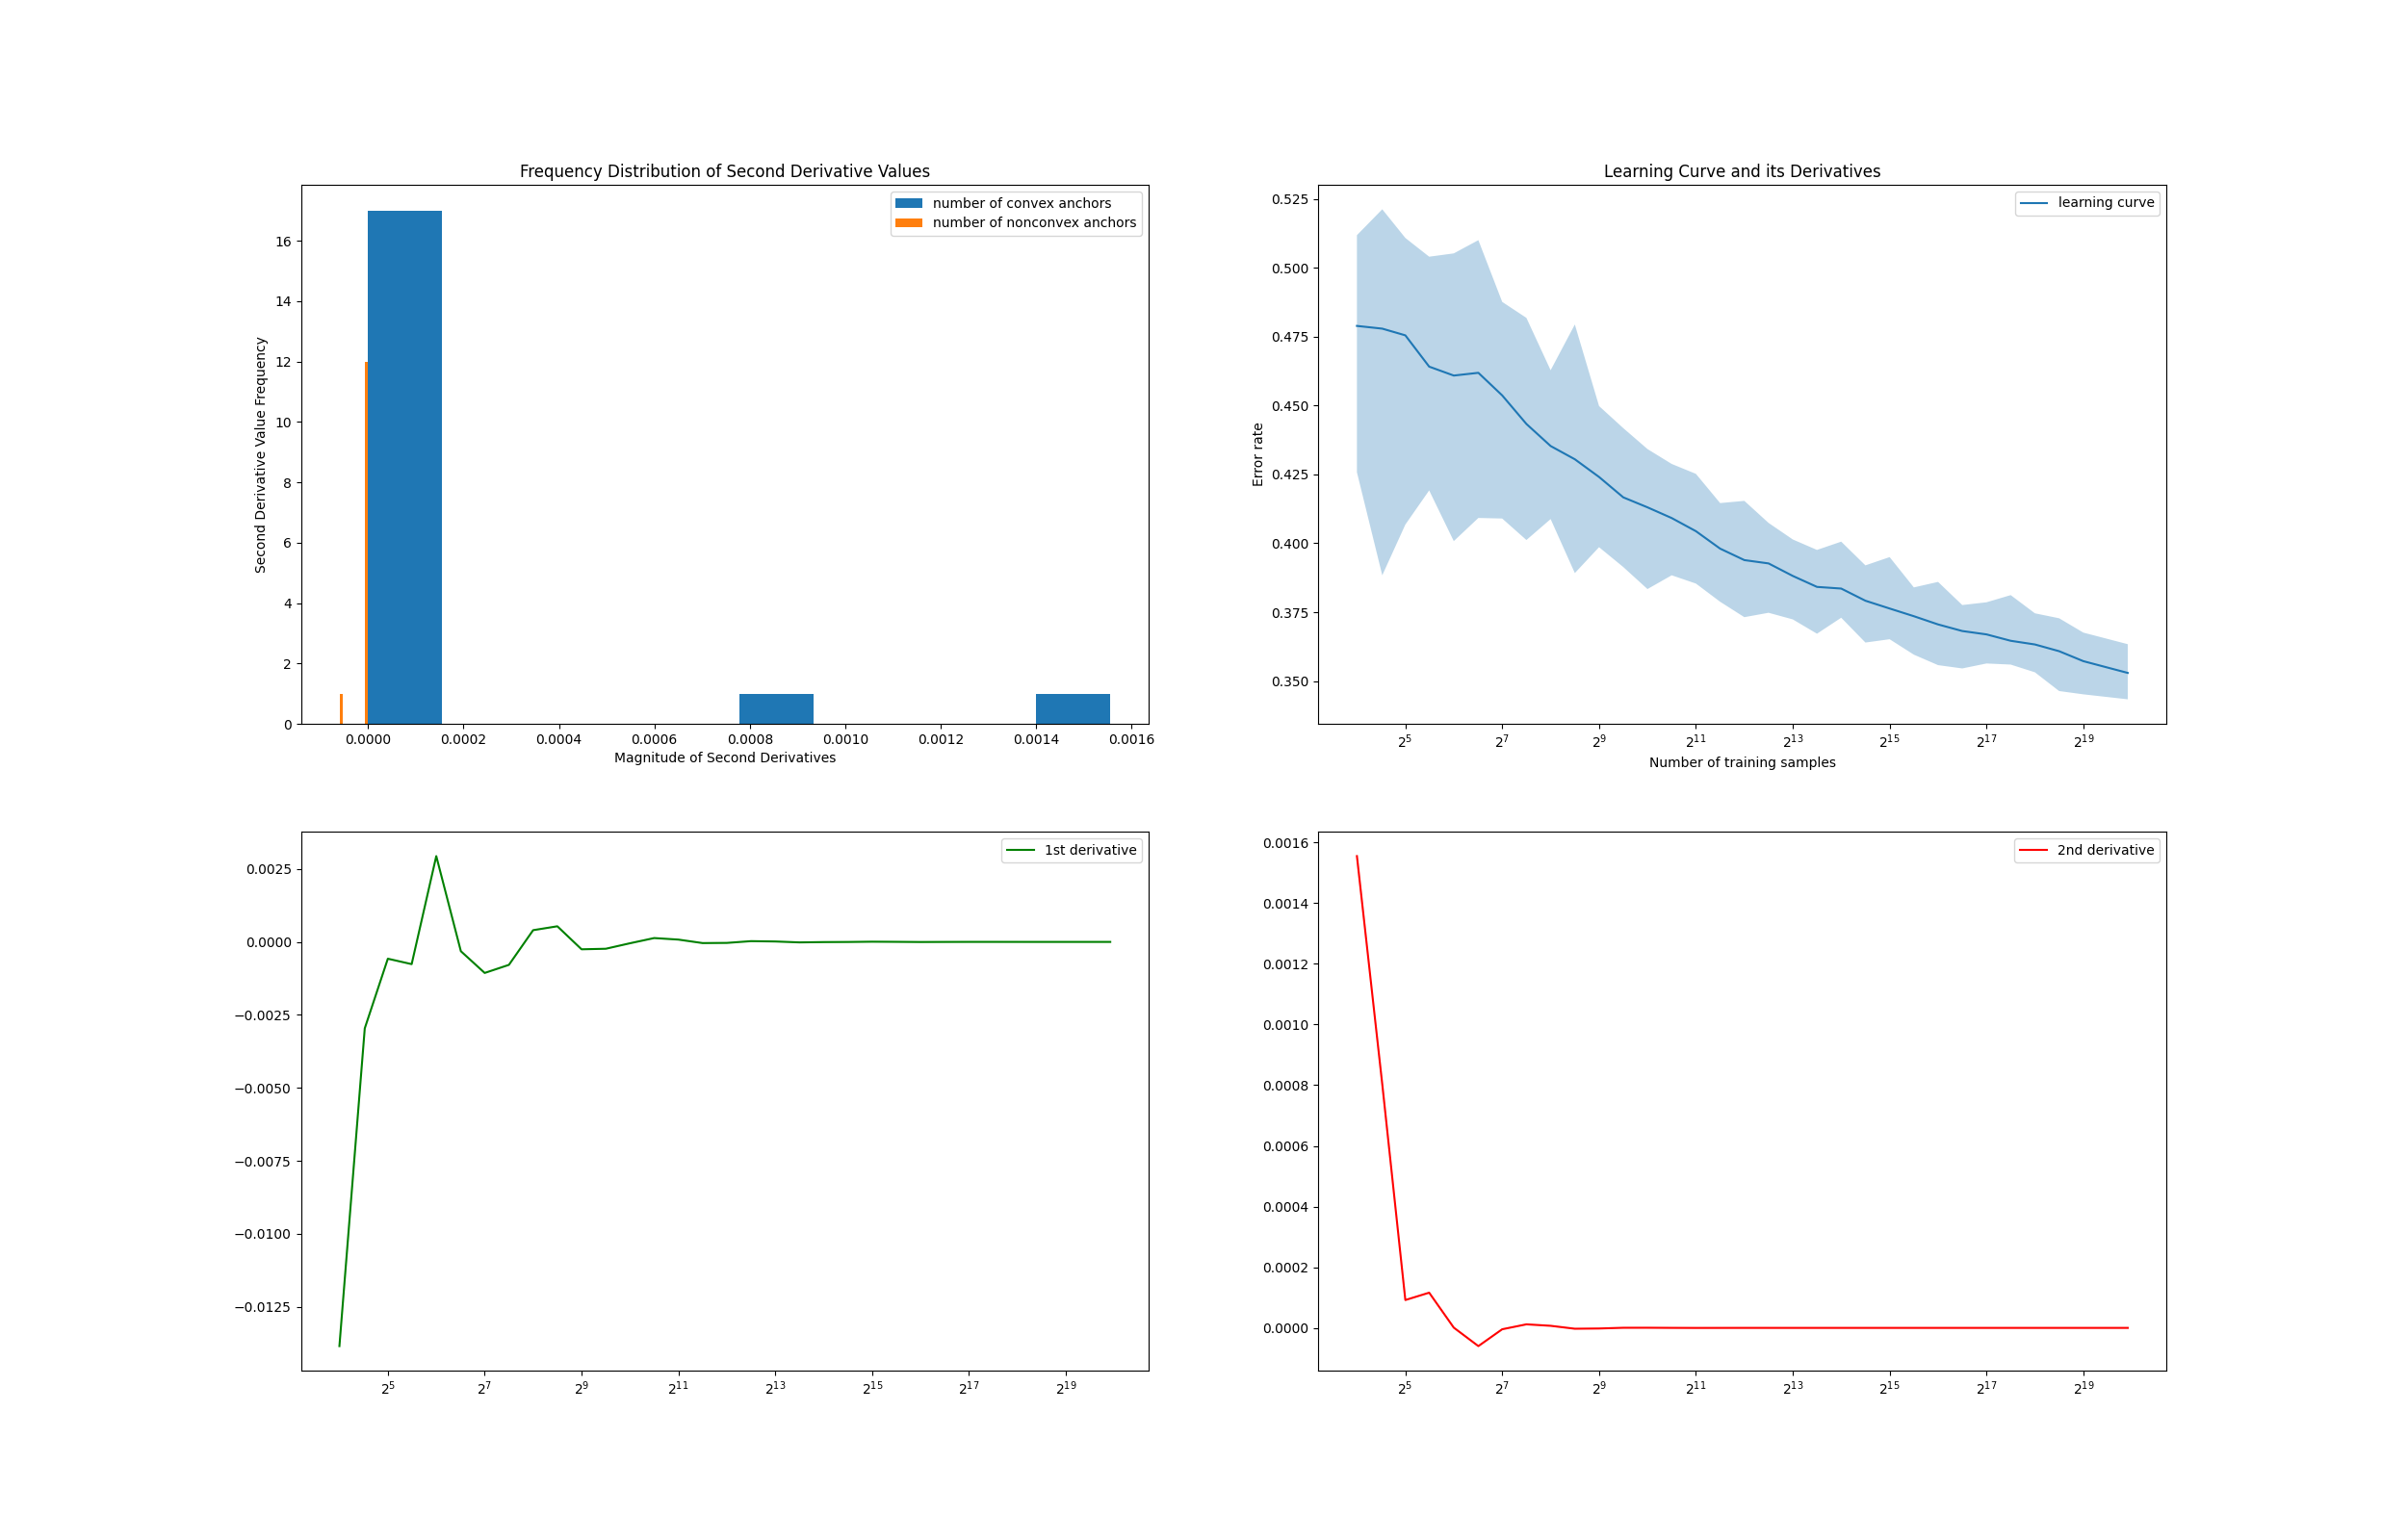 Frequency Distribution of Second Derivative Values
number of convex anchors
number of nonconvex anchors
Second Derivative Value Frequency
16
14
12
10
8
6
4
2
0
0.0000 0.0002 0.0004 0.0006 0.0008 0.0010 0.0012 0.0014 0.0016
Magnitude of Second Derivatives
Learning Curve and its Derivatives
learning curve
Error rate
0.525
0.500
0.475
0.450
0.425
0.400
0.375
0.350
2^5 2^7 2^9 2^11 2^13 2^15 2^17 2^19
Number of training samples
1st derivative
0.0025
0.0000
−0.0025
−0.0050
−0.0075
−0.0100
−0.0125
2^5 2^7 2^9 2^11 2^13 2^15 2^17 2^19
2nd derivative
0.0016
0.0014
0.0012
0.0010
0.0008
0.0006
0.0004
0.0002
0.0000
2^5 2^7 2^9 2^11 2^13 2^15 2^17 2^19